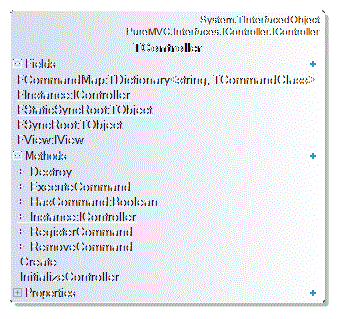 System.TInterfacedObject
PureMVC.Interfaces.IController.IController
TController
Fields
FCommandMap:TDictionary<string, TCommandClass>
FInstance:IController
FStaticSyncRoot:TObject
FSyncRoot:TObject
FView:IView
Methods
Destroy
ExecuteCommand
HasCommand:Boolean
Instance:IController
RegisterCommand
RemoveCommand
Create
InitializeController
Properties